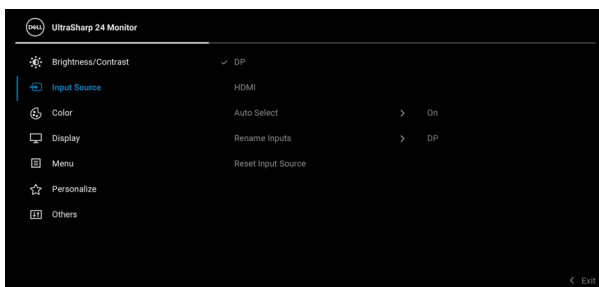 DELL UltraSharp 24 Monitor
Brightness/Contrast DP
Input Source HDMI
Color Auto Select > On
Display Rename Inputs > DP
Menu Reset Input Source
Personalize
Others
< Exit